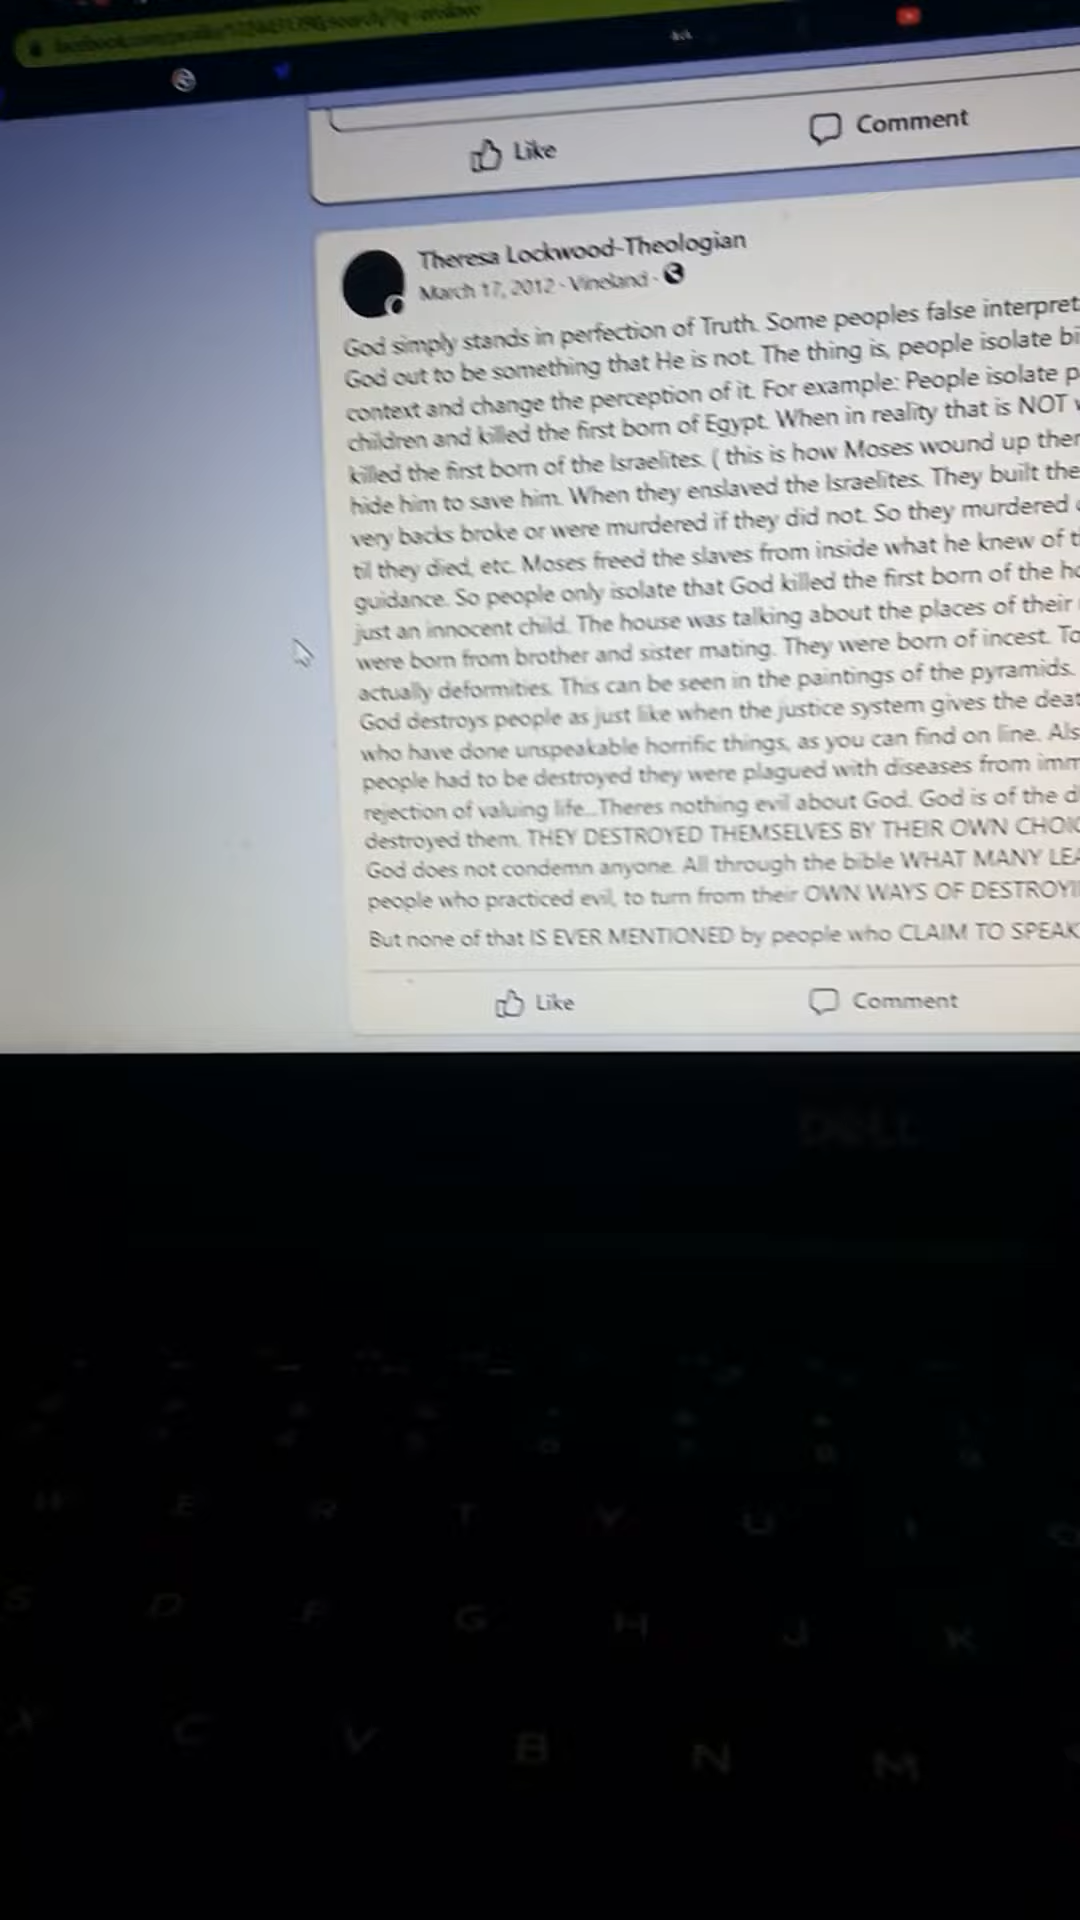 Like
Comment
Theresa Lockwood-Theologian
March 17, 2012 · Vineland ·
God simply stands in perfection of Truth. Some peoples false interpret
God out to be something that He is not. The thing is, people isolate bi
context and change the perception of it. For example: People isolate p
children and killed the first born of Egypt. When in reality that is NOT
killed the first born of the Israelites. ( this is how Moses wound up ther
hide him to save him. When they enslaved the Israelites. They built the
very backs broke or were murdered if they did not. So they murdered
til they died, etc. Moses freed the slaves from inside what he knew of t
guidance. So people only isolate that God killed the first born of the ho
just an innocent child. The house was talking about the places of their
were born from brother and sister mating. They were born of incest. To
actually deformities. This can be seen in the paintings of the pyramids.
God destroys people as just like when the justice system gives the deat
who have done unspeakable horrific things, as you can find on line. Als
people had to be destroyed they were plagued with diseases from imm
rejection of valuing life...Theres nothing evil about God. God is of the d
destroyed them. THEY DESTROYED THEMSELVES BY THEIR OWN CHOIC
God does not condemn anyone. All through the bible WHAT MANY LEA
people who practiced evil, to turn from their OWN WAYS OF DESTROYI
But none of that IS EVER MENTIONED by people who CLAIM TO SPEAK
Like
Comment
DELL
E R T Y U I
S D F G H J K
X C V B N M